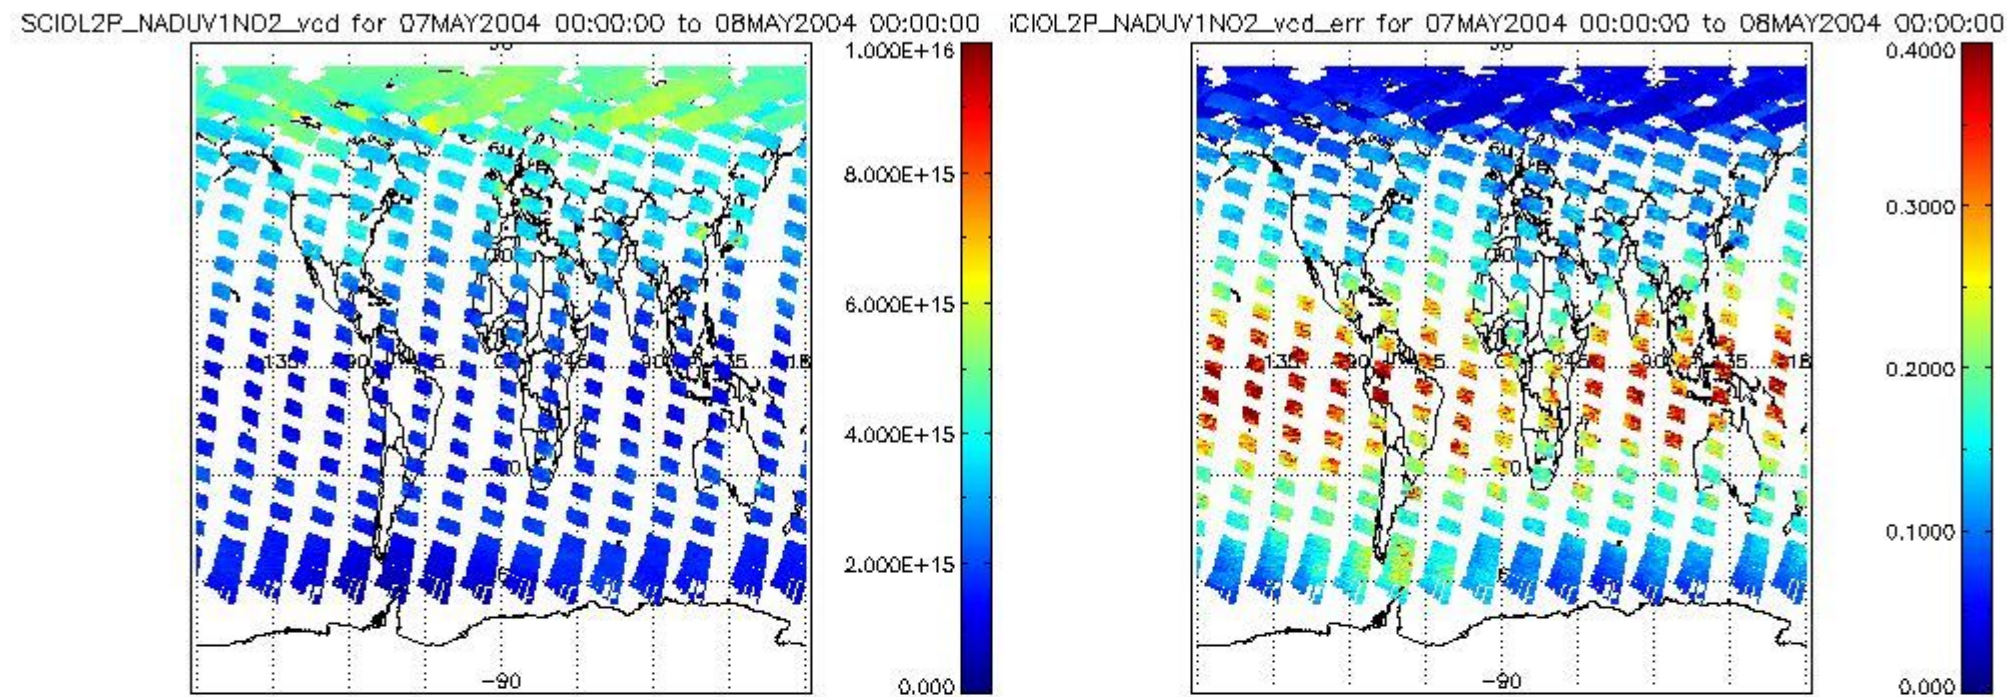 SCIOL2P_NADUV1NO2_vcd for 07MAY2004 00:00:00 to 08MAY2004 00:00:00
1.000E+16
8.000E+15
6.000E+15
4.000E+15
2.000E+15
0.000
-90
CIOL2P_NADUV1NO2_vcd_err for 07MAY2004 00:00:00 to 08MAY2004 00:00:00
0.4000
0.3000
0.2000
0.1000
0.000
-90